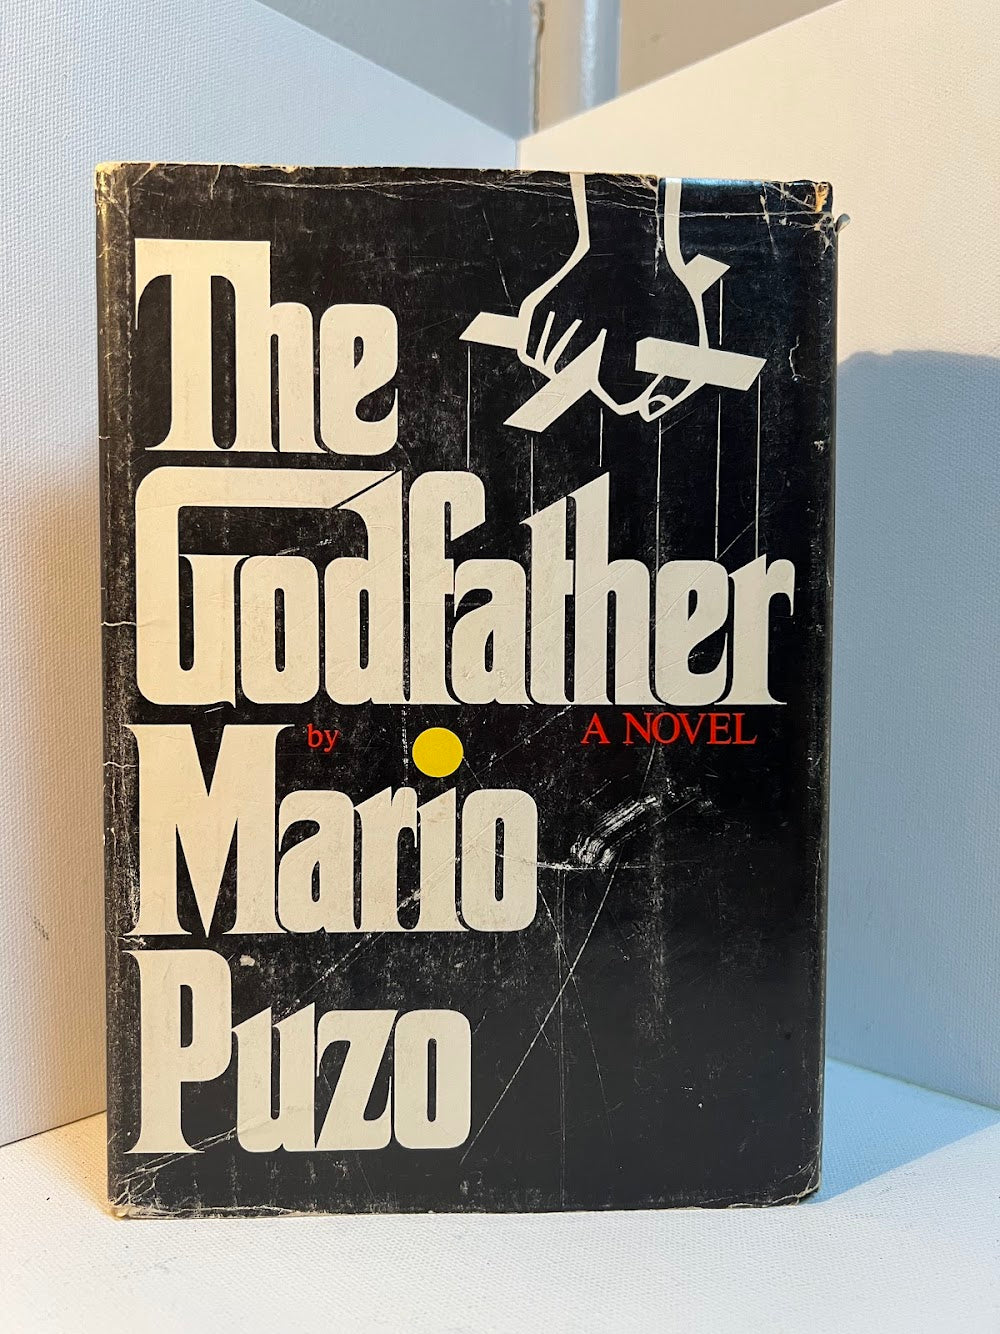 The
Godfather
by
A NOVEL
Mario
Puzo